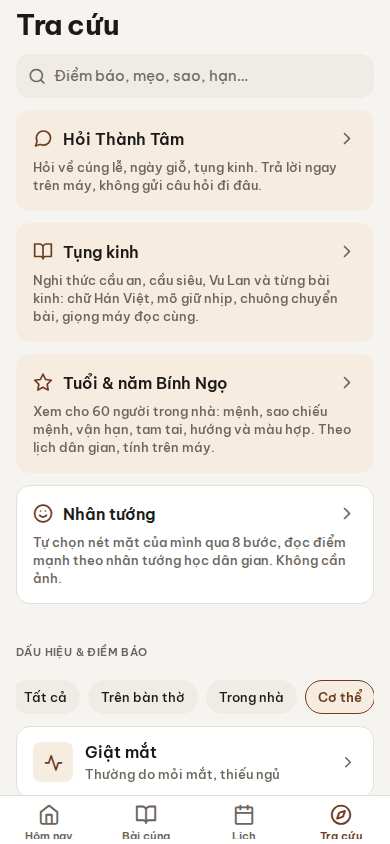 Tra cứu
Điềm báo, mẹo, sao, hạn...
Hỏi Thành Tâm
Hỏi về cúng lễ, ngày giỗ, tụng kinh. Trả lời ngay
trên máy, không gửi câu hỏi đi đâu.
Tụng kinh
Nghi thức cầu an, cầu siêu, Vu Lan và từng bài
kinh: chữ Hán Việt, mõ giữ nhịp, chuông chuyển
bài, giọng máy đọc cùng.
Tuổi & năm Bính Ngọ
Xem cho 60 người trong nhà: mệnh, sao chiếu
mệnh, vận hạn, tam tai, hướng và màu hợp. Theo
lịch dân gian, tính trên máy.
Nhân tướng
Tự chọn nét mặt của mình qua 8 bước, đọc điểm
mạnh theo nhân tướng học dân gian. Không cần
ảnh.
DẤU HIỆU & ĐIỀM BÁO
Tất cả
Trên bàn thờ
Trong nhà
Cơ thể
Giật mắt
Thường do mỏi mắt, thiếu ngủ
Hôm nay
Bài cúng
Lịch
Tra cứu